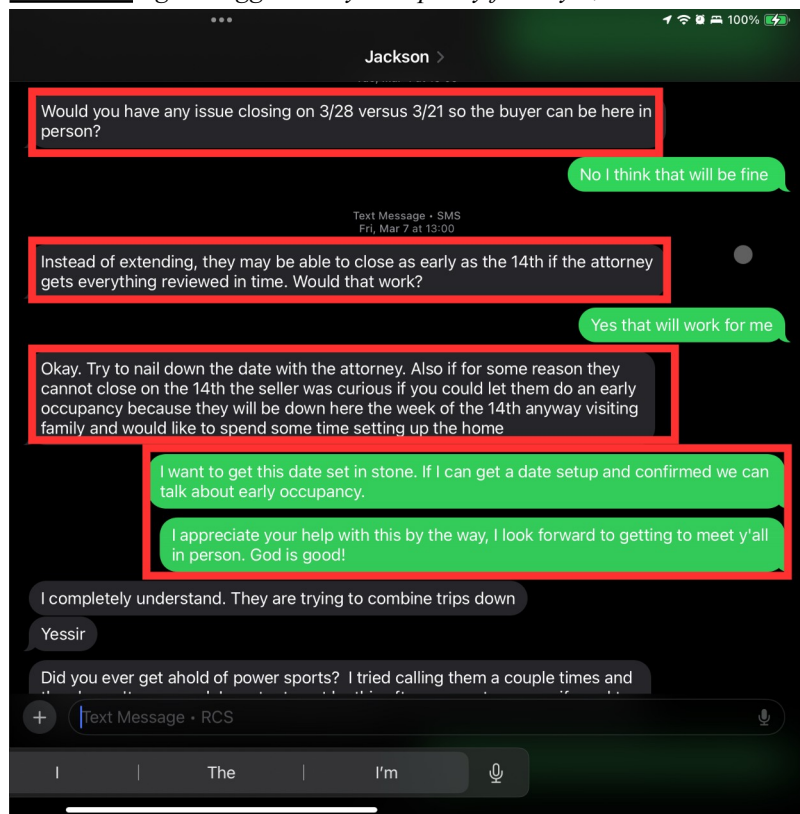 100%
Jackson >
Would you have any issue closing on 3/28 versus 3/21 so the buyer can be here in
person?
No I think that will be fine
Text Message • SMS
Fri, Mar 7 at 13:00
Instead of extending, they may be able to close as early as the 14th if the attorney
gets everything reviewed in time. Would that work?
Yes that will work for me
Okay. Try to nail down the date with the attorney. Also if for some reason they
cannot close on the 14th the seller was curious if you could let them do an early
occupancy because they will be down here the week of the 14th anyway visiting
family and would like to spend some time setting up the home
I want to get this date set in stone. If I can get a date setup and confirmed we can
talk about early occupancy.
I appreciate your help with this by the way, I look forward to getting to meet y'all
in person. God is good!
I completely understand. They are trying to combine trips down
Yessir
Did you ever get ahold of power sports? I tried calling them a couple times and
Text Message • RCS
I
The
I'm